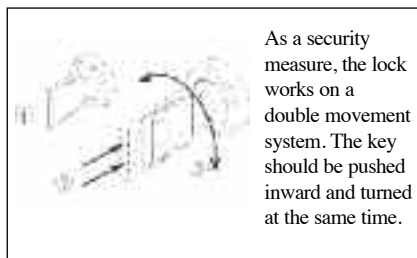 As a security
measure, the lock
works on a
double movement
system. The key
should be pushed
inward and turned
at the same time.